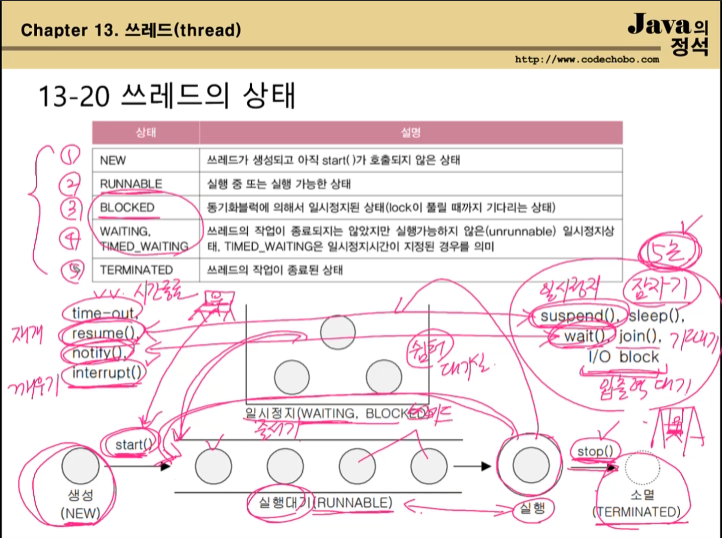 Chapter 13. 쓰레드(thread)
Java의
정석
http://www.codechobo.com
13-20 쓰레드의 상태
상태 설명
① NEW 쓰레드가 생성되고 아직 start()가 호출되지 않은 상태
② RUNNABLE 실행 중 또는 실행 가능한 상태
③ BLOCKED 동기화블럭에 의해서 일시정지된 상태(lock이 풀릴 때까지 기다리는 상태)
④ WAITING, 쓰레드의 작업이 종료되지는 않았지만 실행가능하지 않은(unrunnable) 일시정지상
TIMED_WAITING 태, TIMED_WAITING은 일시정지시간이 지정된 경우를 의미
⑤ TERMINATED 쓰레드의 작업이 종료된 상태
시간종료
time-out,
재개 resume(),
notify(),
깨우기 interrupt()
일시정지 잠자기
suspend(), sleep(),
wait(), join(), 기다리기
I/O block
입출력 대기
대기실
일시정지(WAITING, BLOCKED)
줄서기
start()
stop()
생성
(NEW)
실행대기(RUNNABLE)
실행
소멸
(TERMINATED)